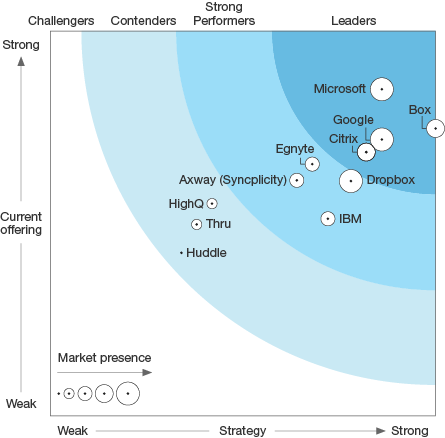 Challengers
Contenders
Strong
Performers
Leaders
Strong
Microsoft
Box
Google
Citrix
Egnyte
Axway (Syncplicity)
Dropbox
HighQ
IBM
Thru
Current
offering
Huddle
Market presence
Weak
Weak
Strategy
Strong